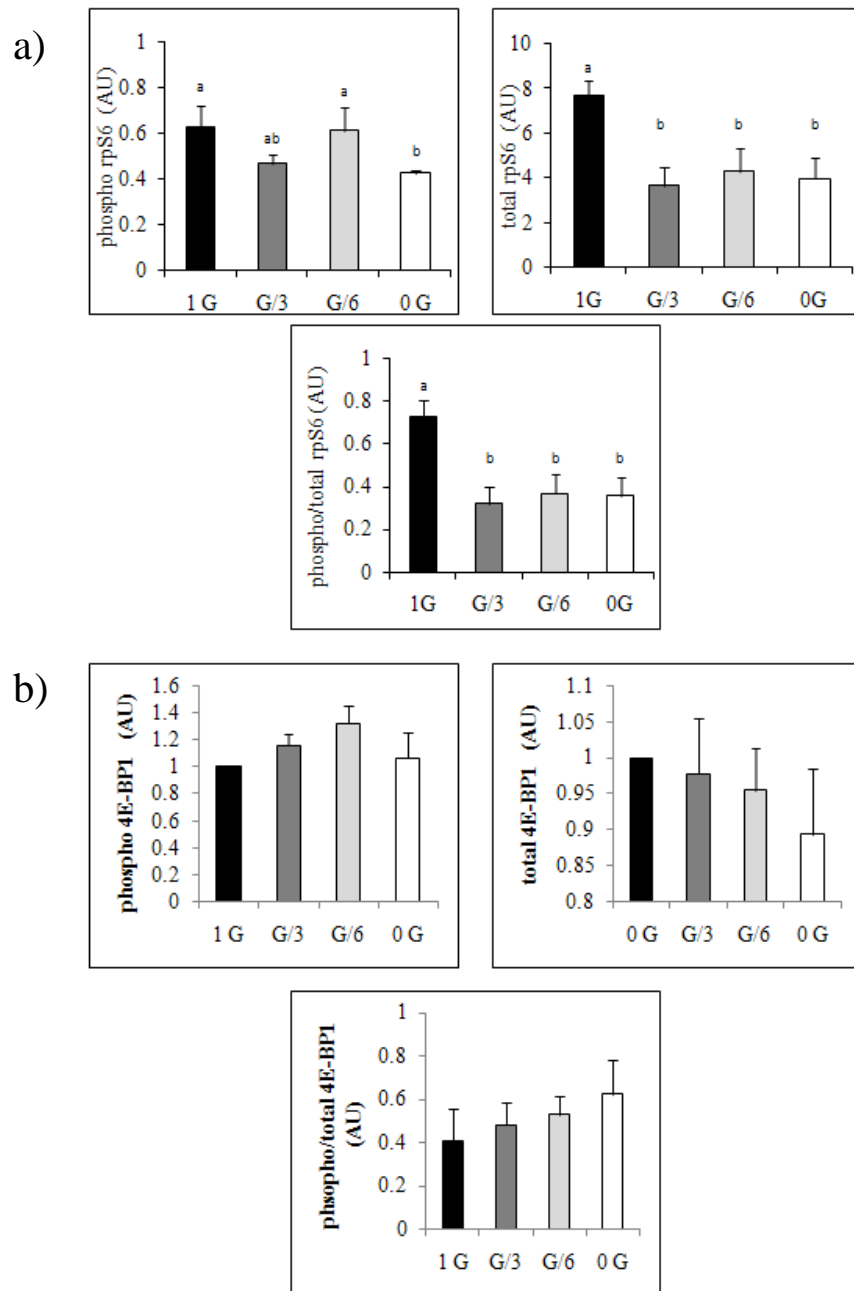 a)
phospho rpS6 (AU)
1
0.8
0.6
0.4
0.2
0
a
ab
a
b
1 G G/3 G/6 0 G
total rpS6 (AU)
10
8
6
4
2
0
a
b
b
b
1G G/3 G/6 0G
phospho/total rpS6 (AU)
1
0.8
0.6
0.4
0.2
0
a
b
b
b
1G G/3 G/6 0G
b)
phospho 4E-BP1 (AU)
1.6
1.4
1.2
1
0.8
0.6
0.4
0.2
0
1 G G/3 G/6 0 G
total 4E-BP1 (AU)
1.1
1.05
1
0.95
0.9
0.85
0.8
0 G G/3 G/6 0 G
phsopho/total 4E-BP1
(AU)
1
0.8
0.6
0.4
0.2
0
1 G G/3 G/6 0 G